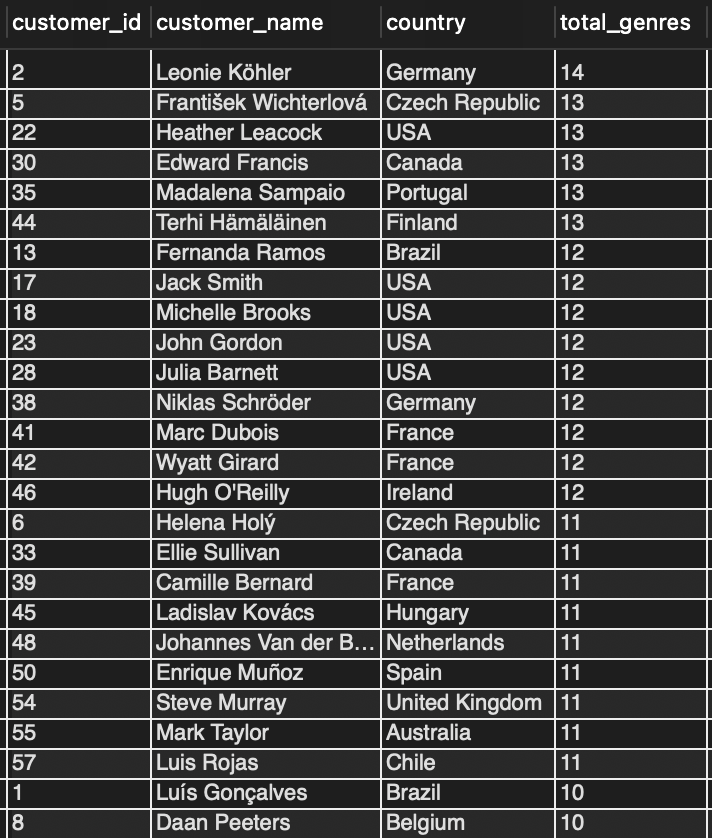 customer_id customer_name country total_genres
2 Leonie Köhler Germany 14
5 František Wichterlová Czech Republic 13
22 Heather Leacock USA 13
30 Edward Francis Canada 13
35 Madalena Sampaio Portugal 13
44 Terhi Hämäläinen Finland 13
13 Fernanda Ramos Brazil 12
17 Jack Smith USA 12
18 Michelle Brooks USA 12
23 John Gordon USA 12
28 Julia Barnett USA 12
38 Niklas Schröder Germany 12
41 Marc Dubois France 12
42 Wyatt Girard France 12
46 Hugh O'Reilly Ireland 12
6 Helena Holý Czech Republic 11
33 Ellie Sullivan Canada 11
39 Camille Bernard France 11
45 Ladislav Kovács Hungary 11
48 Johannes Van der B... Netherlands 11
50 Enrique Muñoz Spain 11
54 Steve Murray United Kingdom 11
55 Mark Taylor Australia 11
57 Luis Rojas Chile 11
1 Luís Gonçalves Brazil 10
8 Daan Peeters Belgium 10